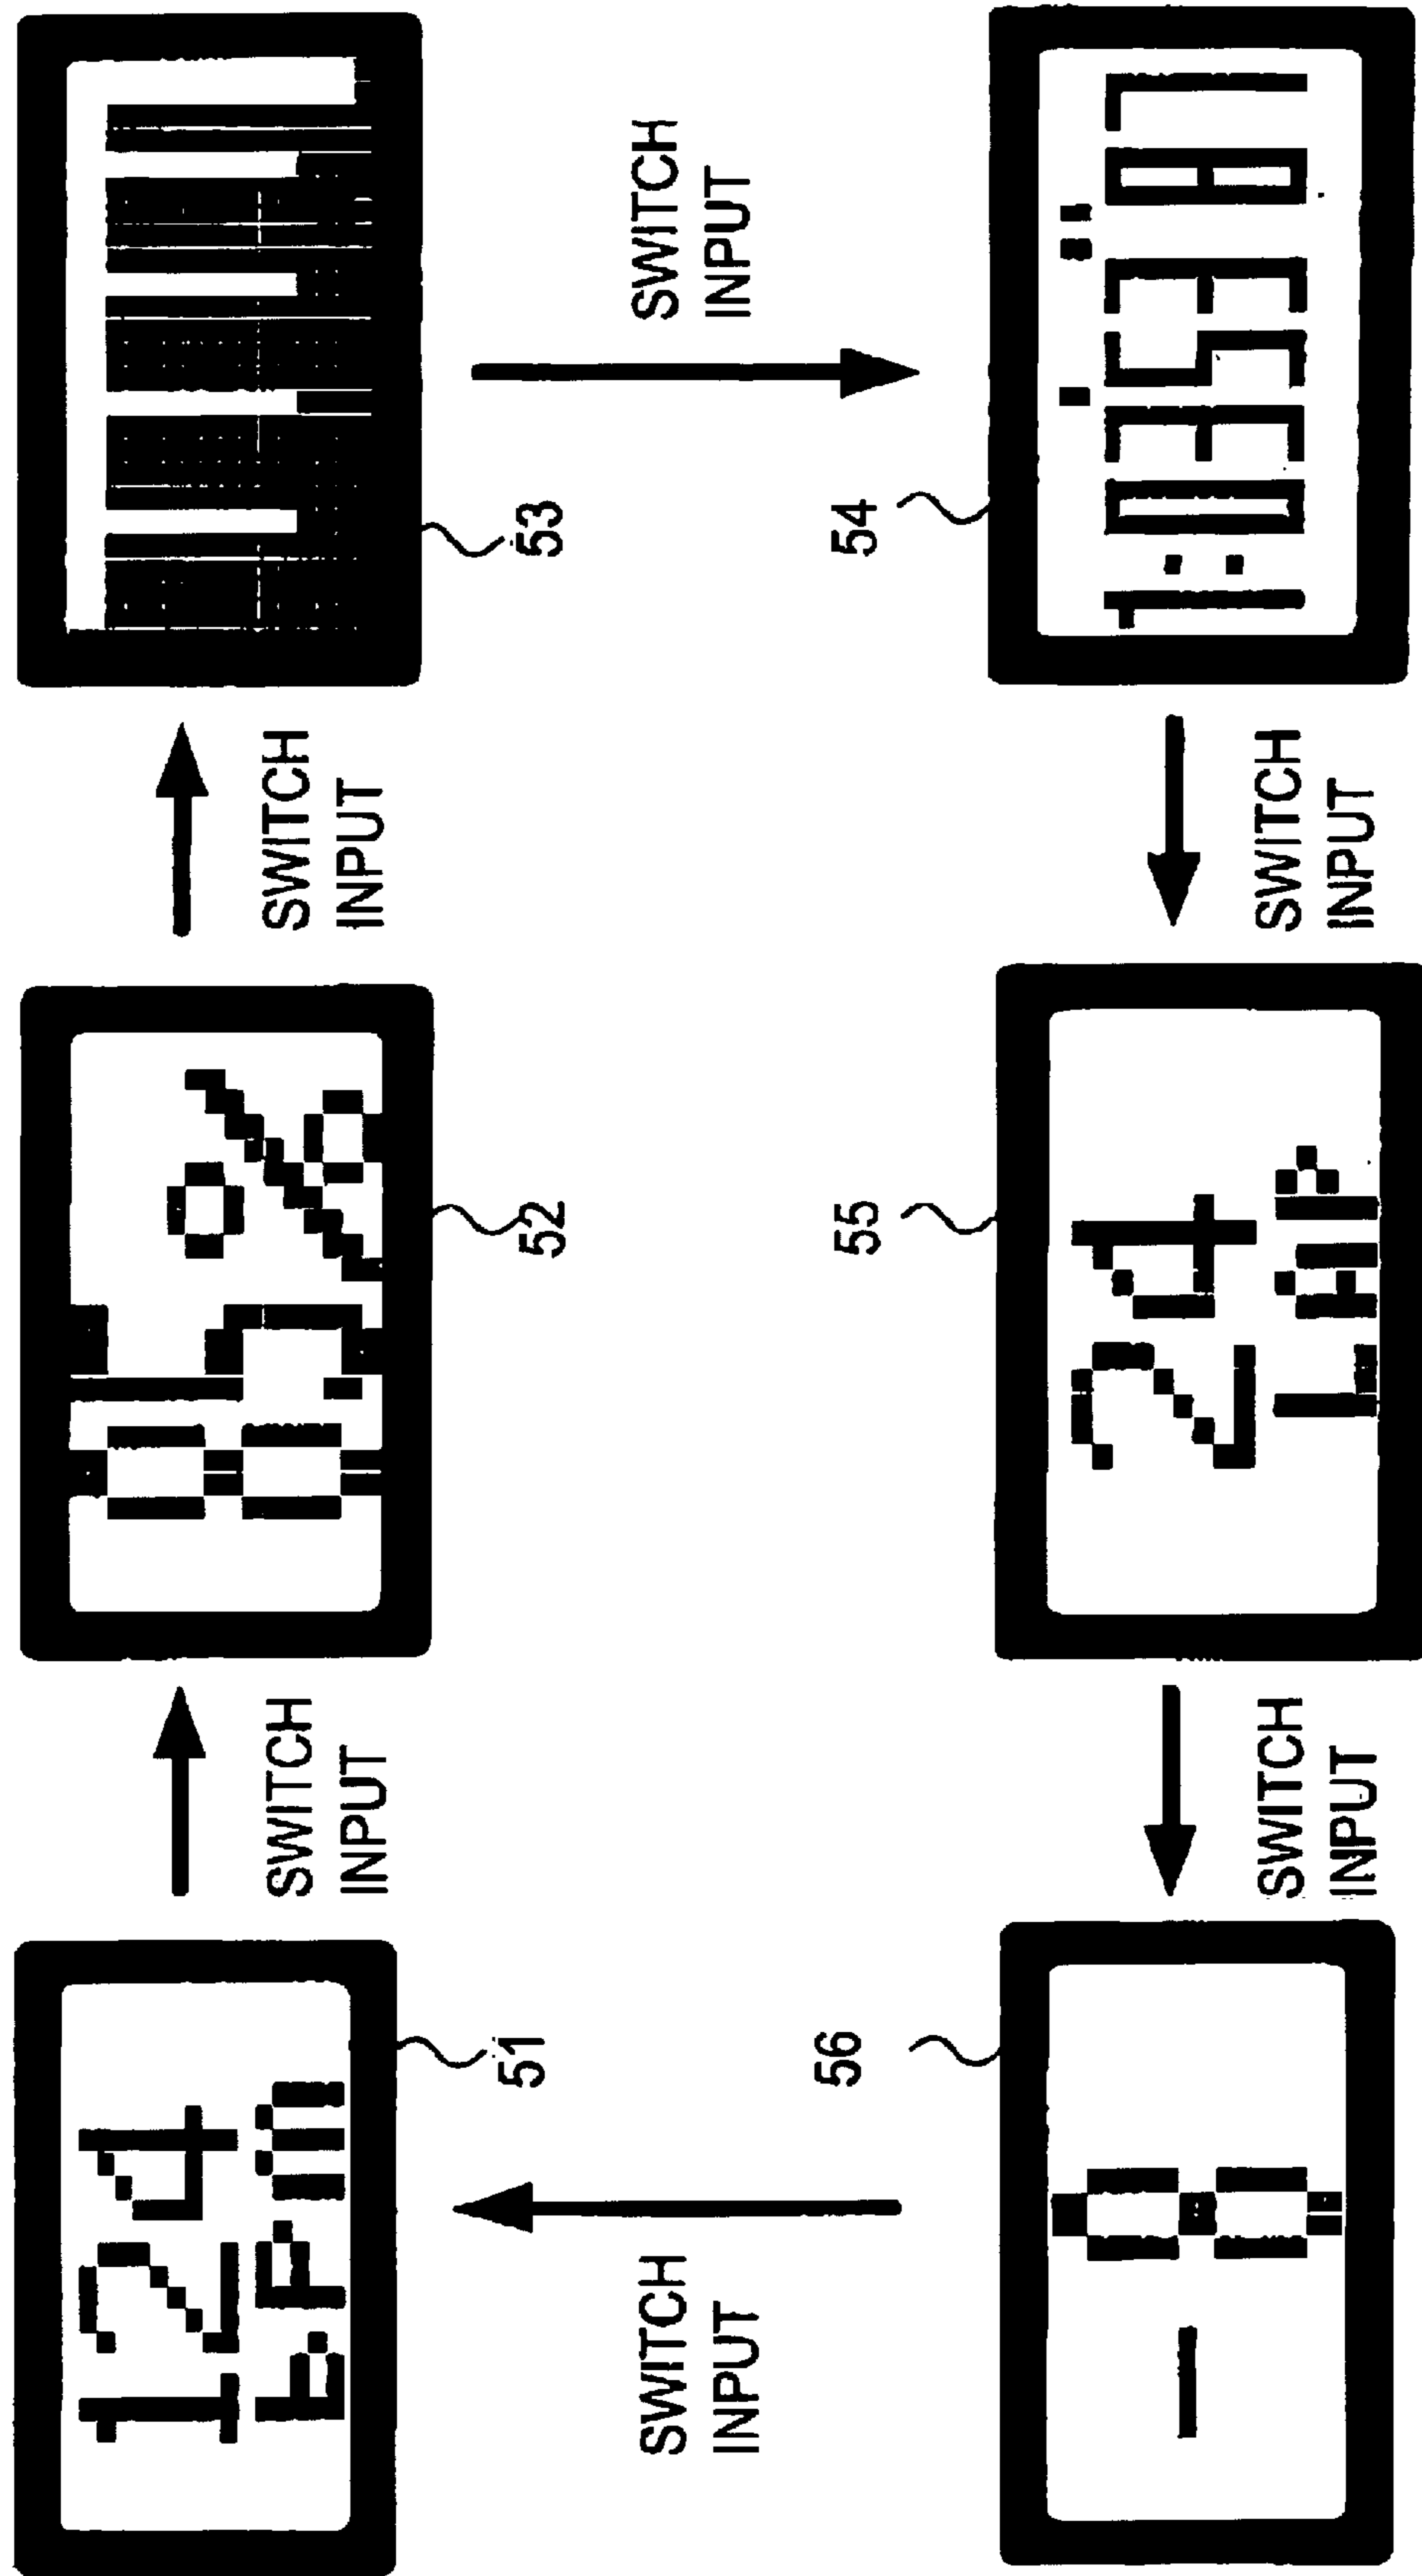 124
bPm
51
SWITCH
INPUT
85%
52
SWITCH
INPUT
53
SWITCH
INPUT
1:03'53"87
54
SWITCH
INPUT
24
LAP
55
SWITCH
INPUT
- 8
56
SWITCH
INPUT